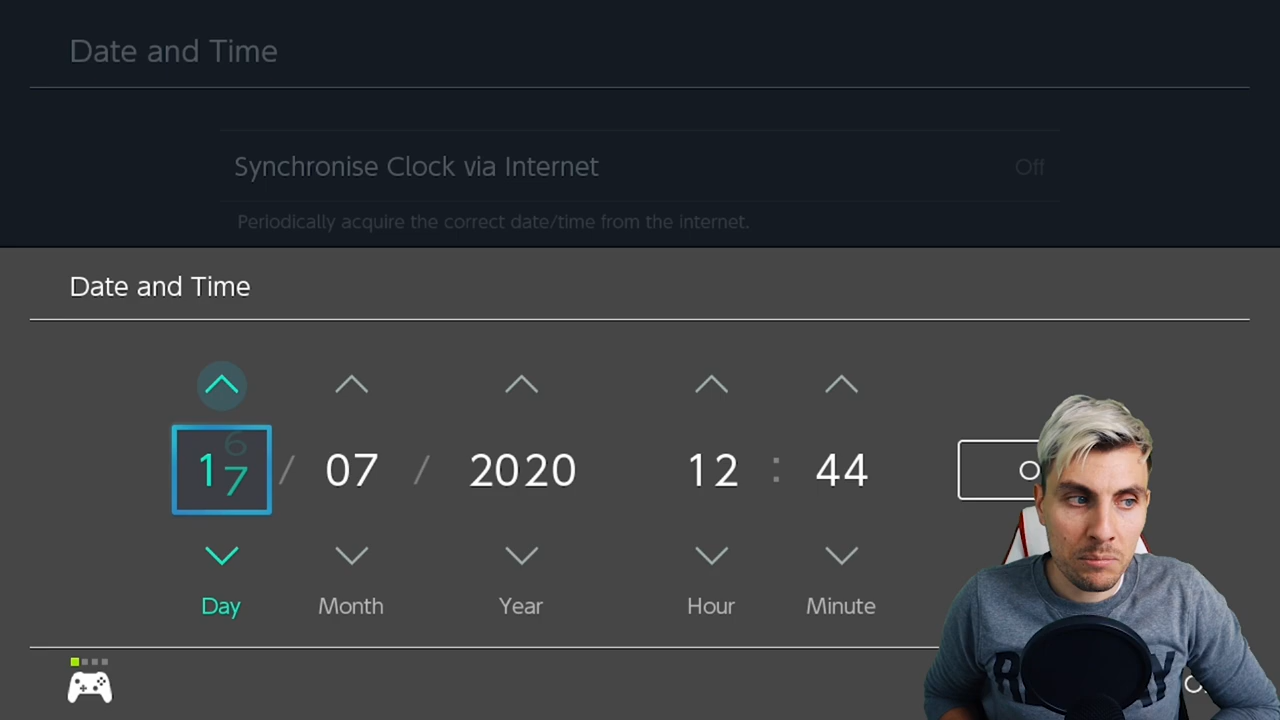 Date and Time
Synchronise Clock via Internet Off
Periodically acquire the correct date/time from the internet.
Date and Time
17 / 07 / 2020 12 : 44
Day Month Year Hour Minute